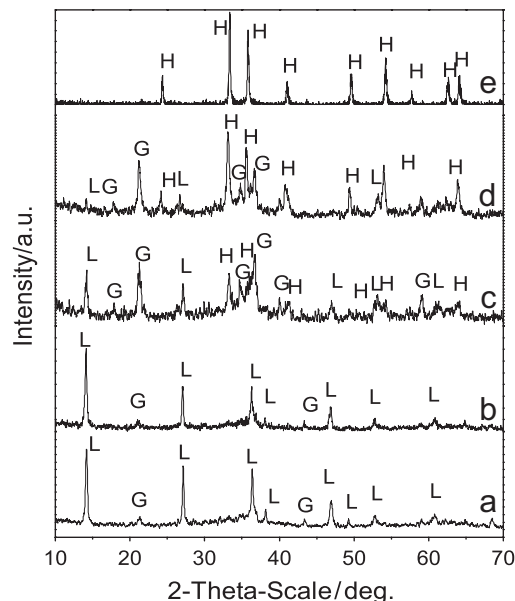 H H H H H H H H H
e
H H
G G G H H H
L G H L L
d
G
H
L G L H G G H L H L H G L H
c
L
L L
G L G L L
b
L L L
G L G L L L
a
10 20 30 40 50 60 70
2-Theta-Scale/deg.
Intensity/a.u.